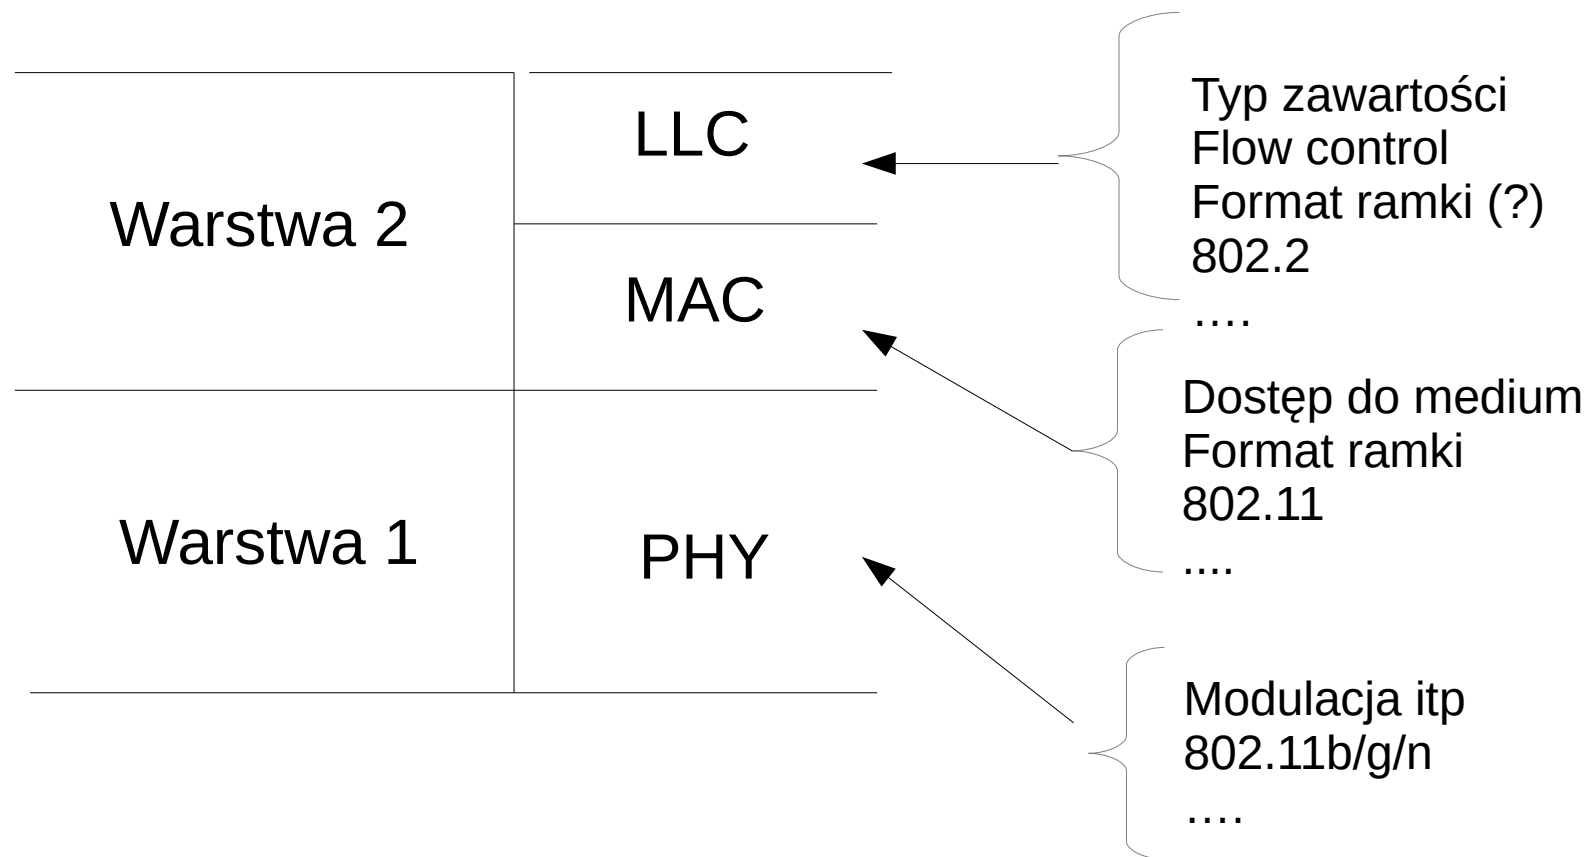 Warstwa 2
LLC
MAC
Warstwa 1
PHY
Typ zawartości
Flow control
Format ramki (?)
802.2
....
Dostęp do medium
Format ramki
802.11
....
Modulacja itp
802.11b/g/n
....